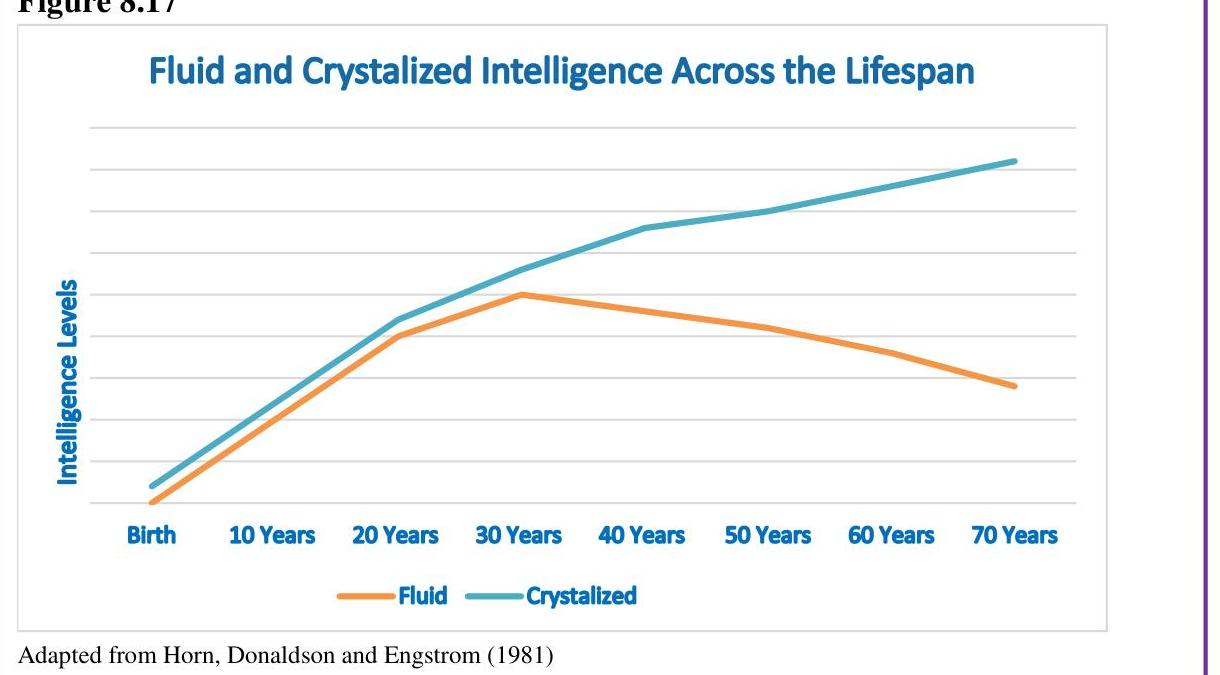 Figure 8.17
Fluid and Crystalized Intelligence Across the Lifespan
Intelligence Levels
Birth 10 Years 20 Years 30 Years 40 Years 50 Years 60 Years 70 Years
Fluid Crystalized
Adapted from Horn, Donaldson and Engstrom (1981)